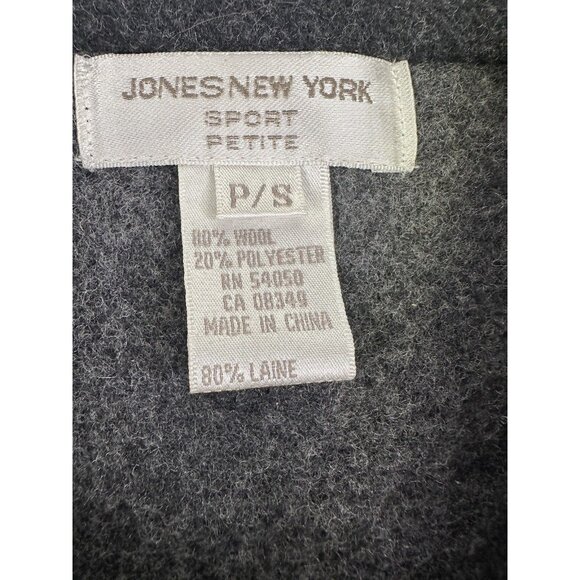 JONES NEW YORK
SPORT
PETITE
P/S
80% WOOL
20% POLYESTER
RN 54050
CA 08349
MADE IN CHINA
80% LAINE